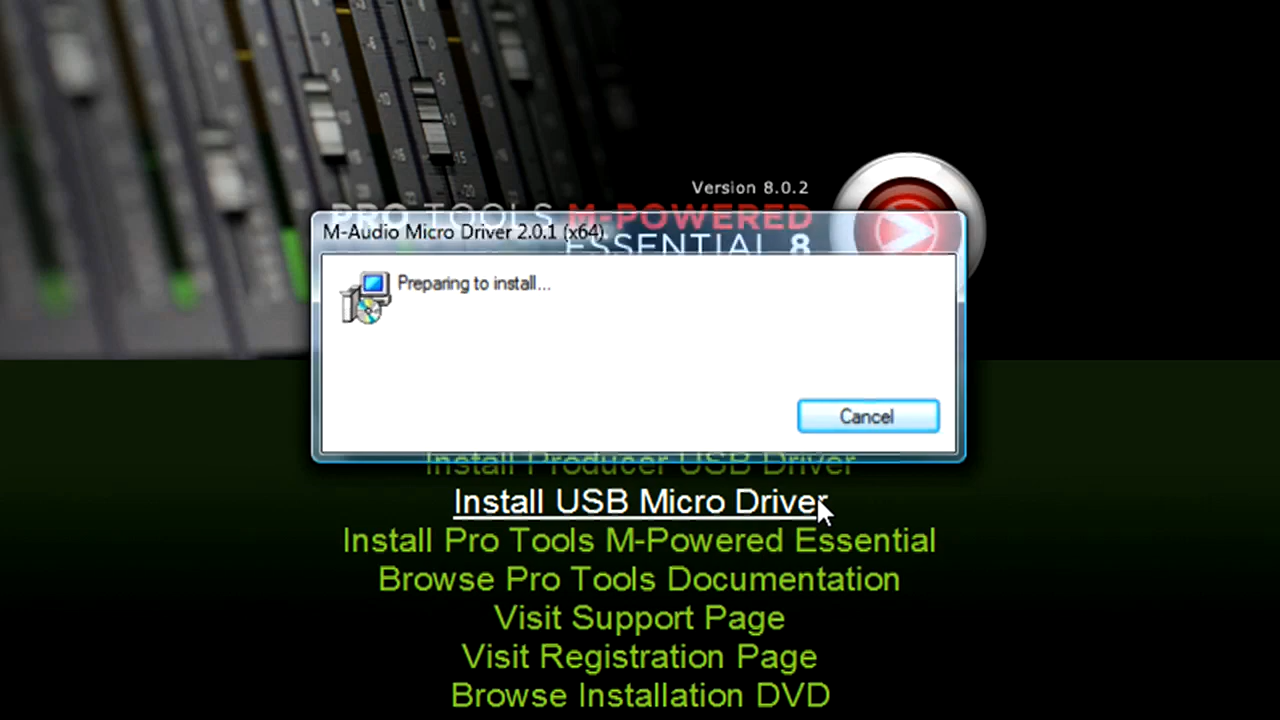 Version 8.0.2
PRO TOOLS M-POWERED
ESSENTIAL 8
M-Audio Micro Driver 2.0.1 (x64)
Preparing to install...
Cancel
Install Producer USB Driver
Install USB Micro Driver
Install Pro Tools M-Powered Essential
Browse Pro Tools Documentation
Visit Support Page
Visit Registration Page
Browse Installation DVD